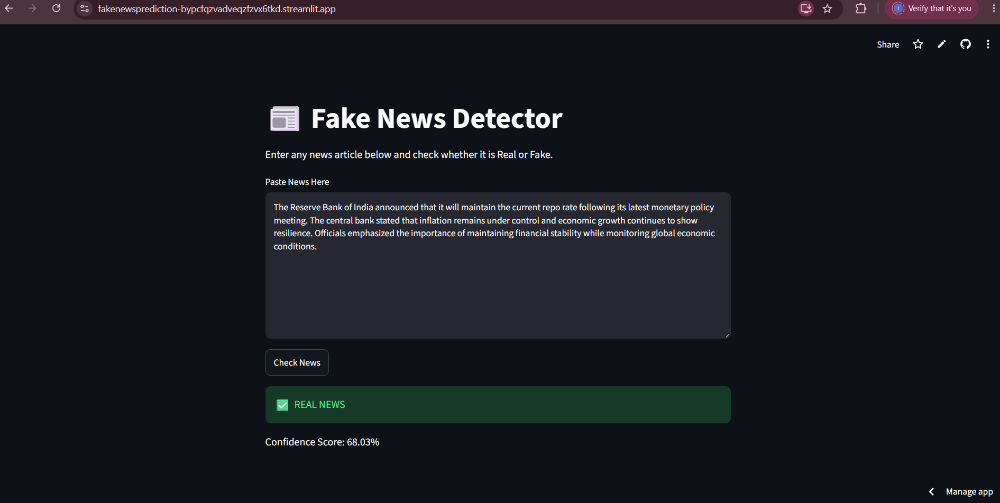 fakenewsprediction-bypcfqzvadveqzfzvx6tkd.streamlit.app
I
Verify that it's you
Share
Fake News Detector
Enter any news article below and check whether it is Real or Fake.
Paste News Here
The Reserve Bank of India announced that it will maintain the current repo rate following its latest monetary policy
meeting. The central bank stated that inflation remains under control and economic growth continues to show
resilience. Officials emphasized the importance of maintaining financial stability while monitoring global economic
conditions.
Check News
REAL NEWS
Confidence Score: 68.03%
Manage app